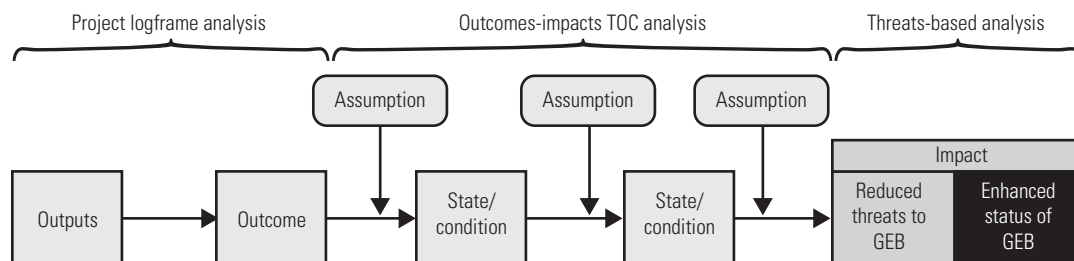 Project logframe analysis
Outcomes-impacts TOC analysis
Threats-based analysis
Assumption
Assumption
Assumption
Outputs
Outcome
State/
condition
State/
condition
Impact
Reduced
threats to
GEB
Enhanced
status of
GEB